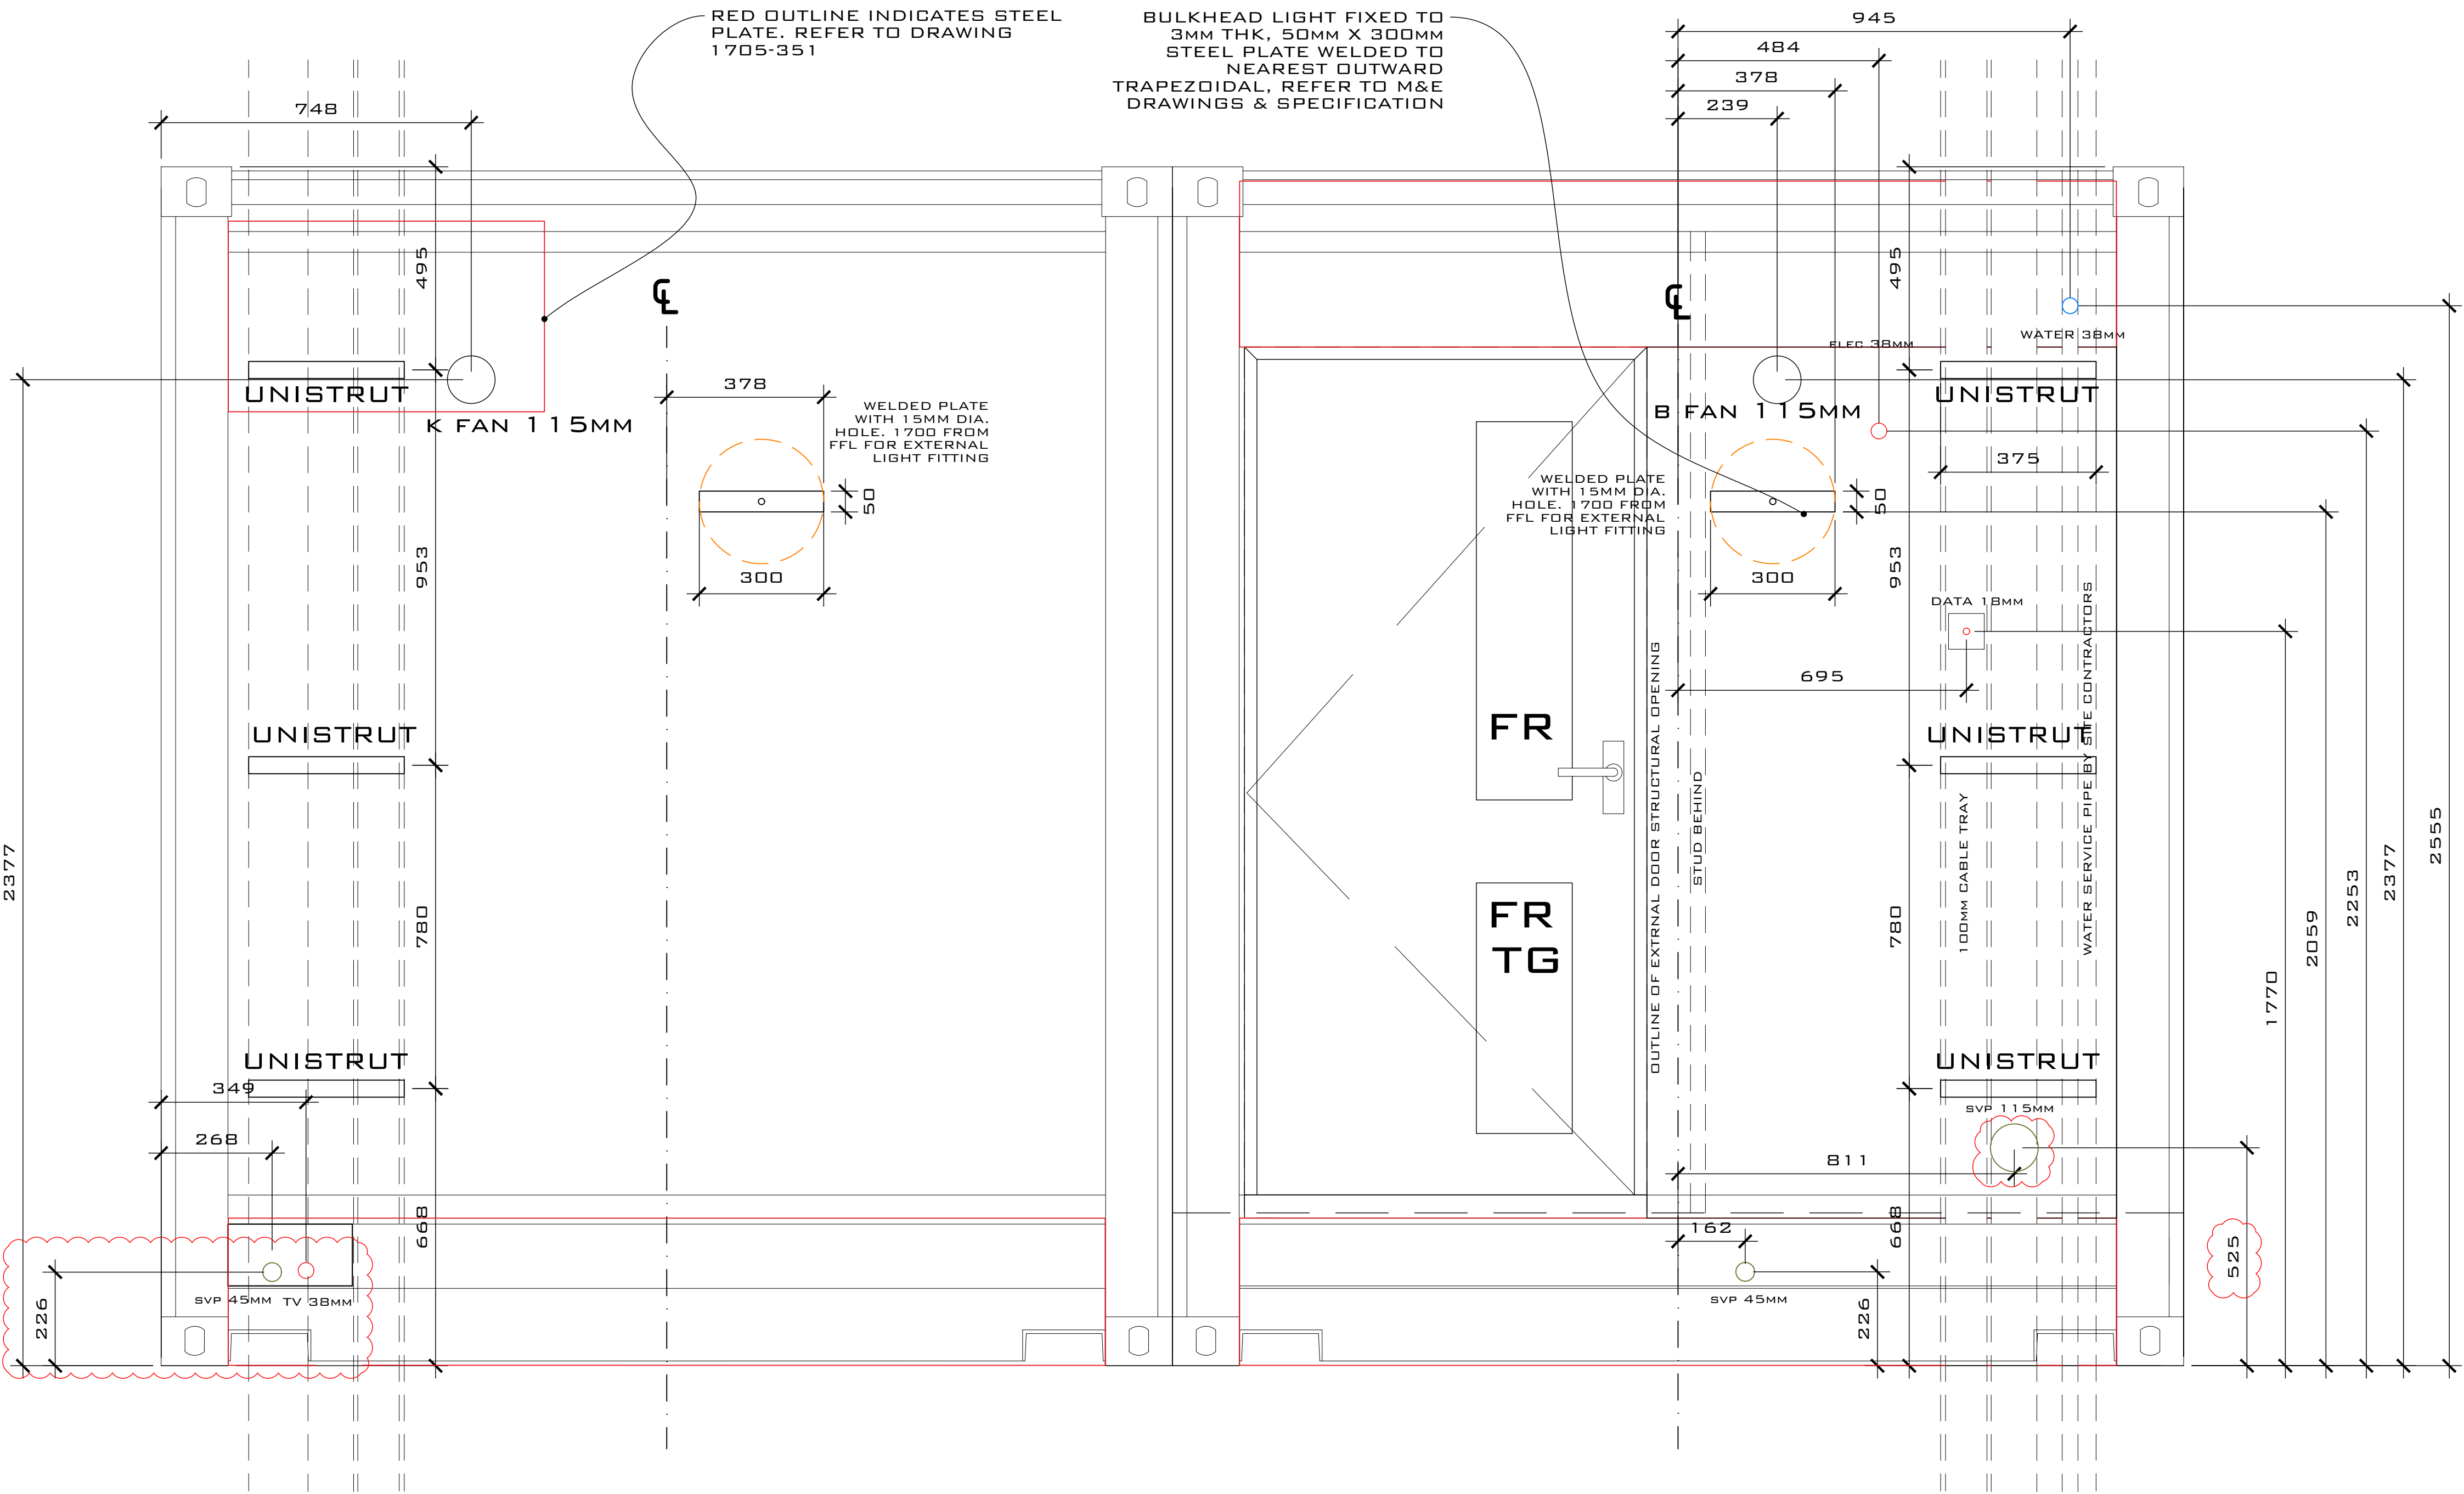 RED OUTLINE INDICATES STEEL
PLATE. REFER TO DRAWING
1705-351
BULKHEAD LIGHT FIXED TO
3MM THK, 50MM X 300MM
STEEL PLATE WELDED TO
NEAREST OUTWARD
TRAPEZOIDAL, REFER TO M&E
DRAWINGS & SPECIFICATION
945
484
378
239
748
495
495
CL
CL
WATER 38MM
ELEC 38MM
UNISTRUT
K FAN 115MM
378
WELDED PLATE
WITH 15MM DIA.
HOLE. 1700 FROM
FFL FOR EXTERNAL
LIGHT FITTING
50
300
B FAN 115MM
UNISTRUT
375
WELDED PLATE
WITH 15MM DIA.
HOLE. 1700 FROM
FFL FOR EXTERNAL
LIGHT FITTING
50
300
953
953
DATA 18MM
695
UNISTRUT
FR
UNISTRUT
OUTLINE OF EXTRNAL DOOR STRUCTURAL OPENING
STUD BEHIND
100MM CABLE TRAY
WATER SERVICE PIPE BY SITE CONTRACTORS
2377
780
FR
TG
780
1770
2059
2253
2377
2555
UNISTRUT
349
268
UNISTRUT
SVP 115MM
811
668
162
668
525
226
SVP 45MM
TV 38MM
SVP 45MM
226